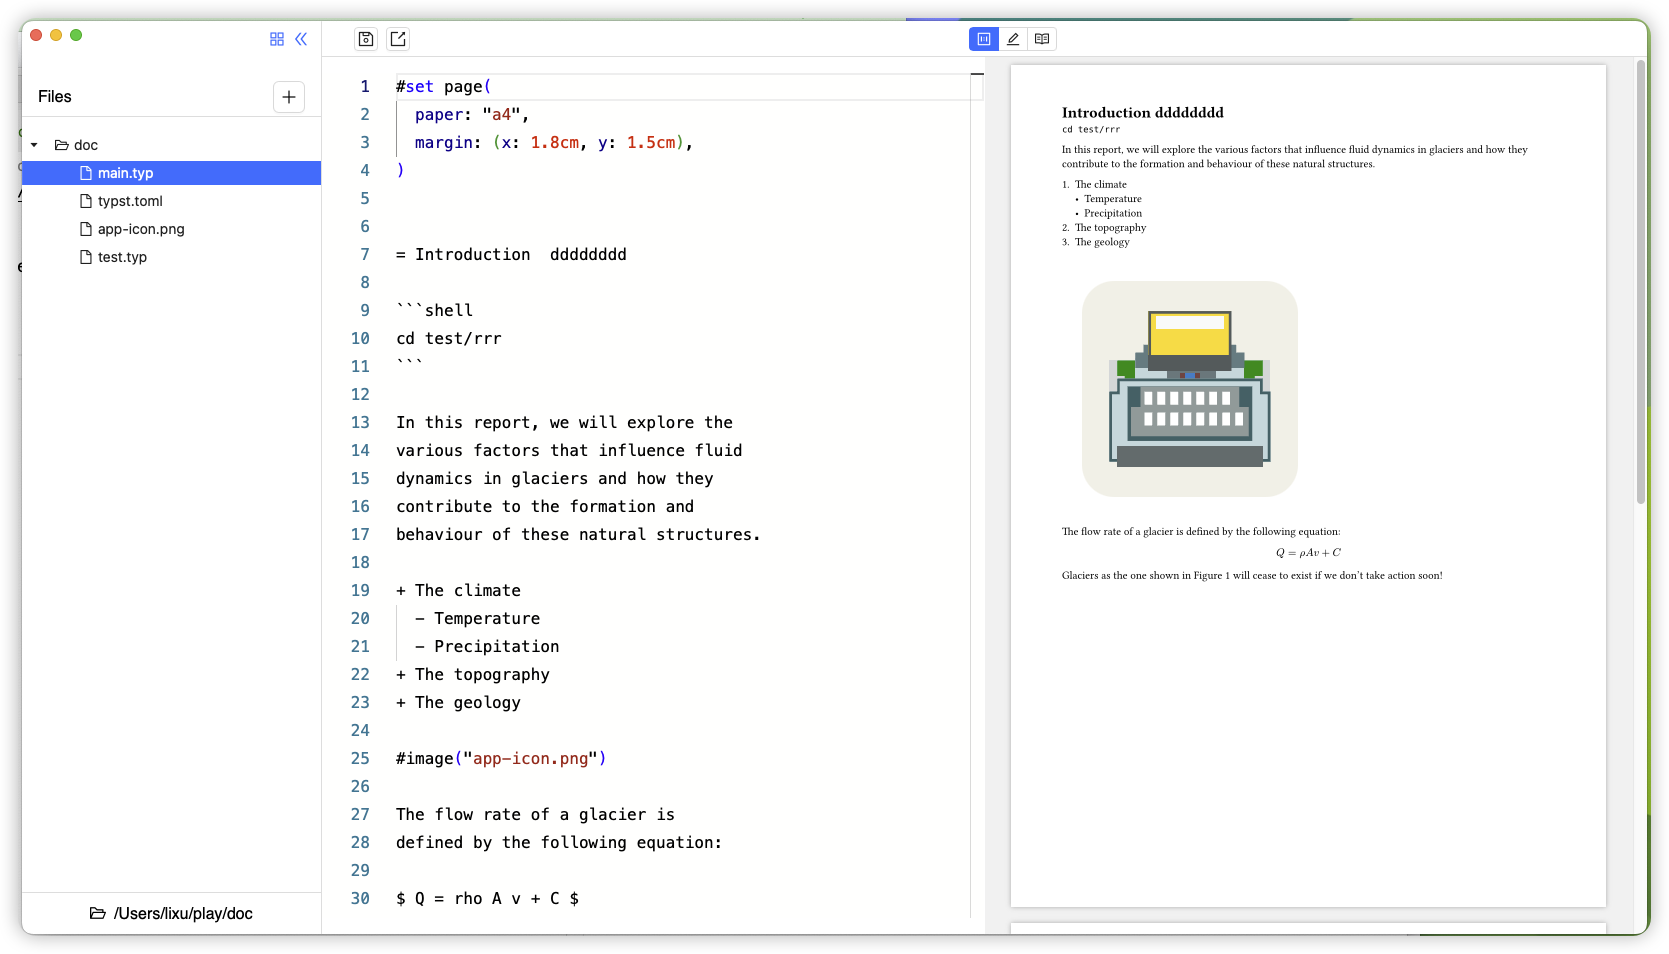 Files
doc
main.typ
typst.toml
app-icon.png
test.typ
/Users/lixu/play/doc
1 #set page(
2   paper: "a4",
3   margin: (x: 1.8cm, y: 1.5cm),
4 )
5
6
7 = Introduction  dddddddd
8
9 ```shell
10 cd test/rrr
11 ```
12
13 In this report, we will explore the
14 various factors that influence fluid
15 dynamics in glaciers and how they
16 contribute to the formation and
17 behaviour of these natural structures.
18
19 + The climate
20   - Temperature
21   - Precipitation
22 + The topography
23 + The geology
24
25 #image("app-icon.png")
26
27 The flow rate of a glacier is
28 defined by the following equation:
29
30 $ Q = rho A v + C $
Introduction dddddddd
cd test/rrr
In this report, we will explore the various factors that influence fluid dynamics in glaciers and how they
contribute to the formation and behaviour of these natural structures.
1. The climate
• Temperature
• Precipitation
2. The topography
3. The geology
The flow rate of a glacier is defined by the following equation:
Q = ρAv + C
Glaciers as the one shown in Figure 1 will cease to exist if we don't take action soon!